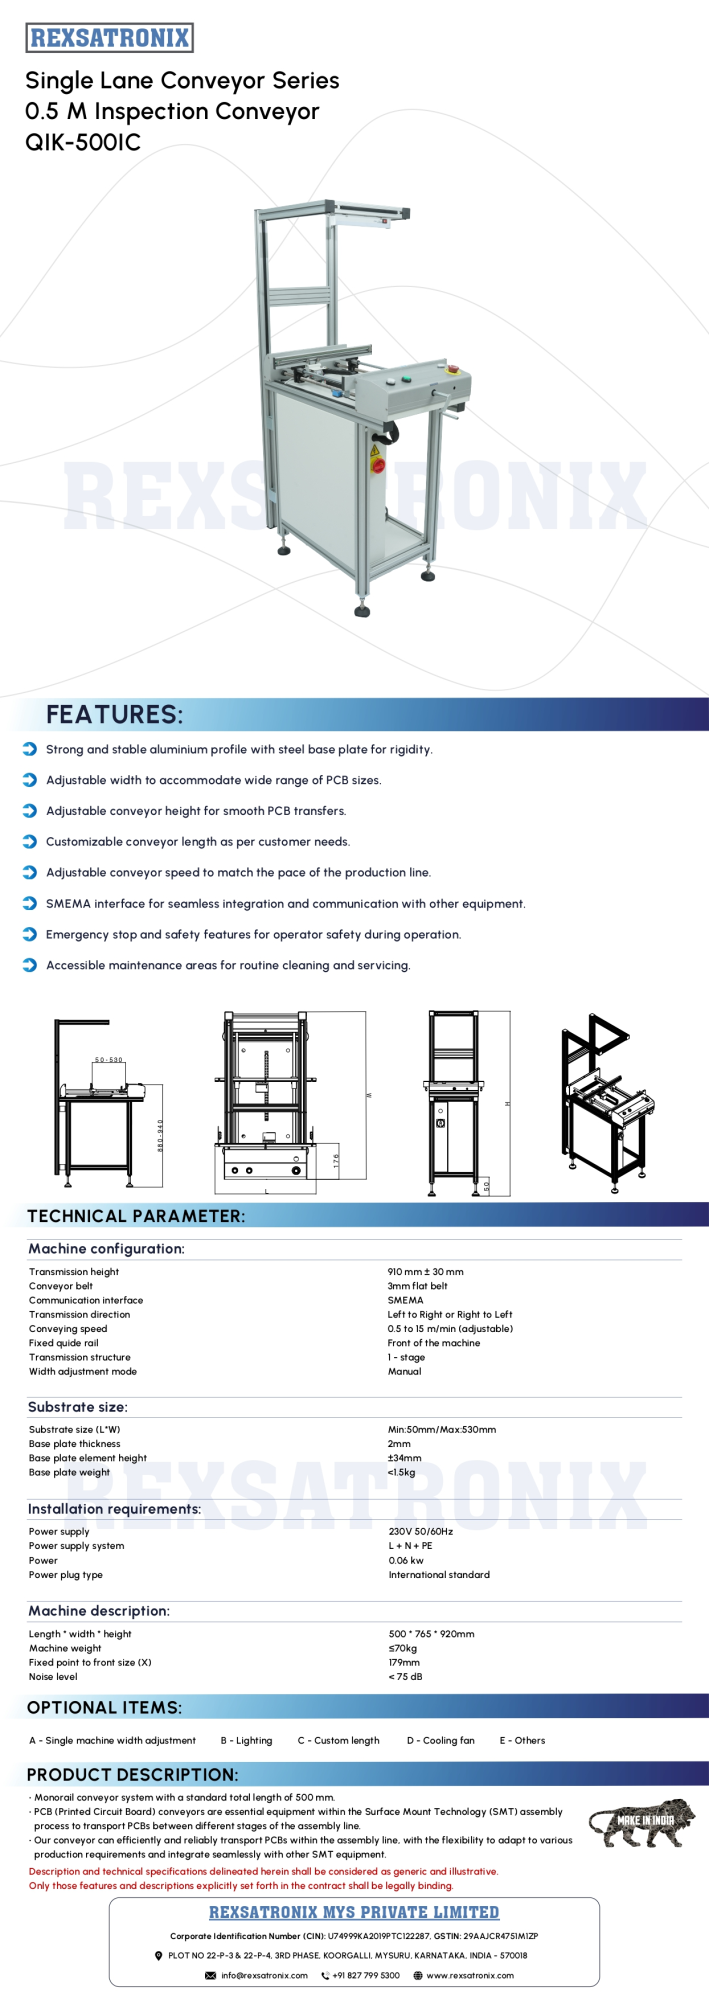 REXSATRONIX
Single Lane Conveyor Series
0.5 M Inspection Conveyor
QIK-500IC
REXSATRONIX
FEATURES:
Strong and stable aluminium profile with steel base plate for rigidity.
Adjustable width to accommodate wide range of PCB sizes.
Adjustable conveyor height for smooth PCB transfers.
Customizable conveyor length as per customer needs.
Adjustable conveyor speed to match the pace of the production line.
SMEMA interface for seamless integration and communication with other equipment.
Emergency stop and safety features for operator safety during operation.
Accessible maintenance areas for routine cleaning and servicing.
50-530
880-940
W
176
L
H
50
TECHNICAL PARAMETER:
Machine configuration:
Transmission height 910 mm ± 30 mm
Conveyor belt 3mm flat belt
Communication interface SMEMA
Transmission direction Left to Right or Right to Left
Conveying speed 0.5 to 15 m/min (adjustable)
Fixed quide rail Front of the machine
Transmission structure 1 - stage
Width adjustment mode Manual
Substrate size:
Substrate size (L*W) Min:50mm/Max:530mm
Base plate thickness 2mm
Base plate element height ±34mm
Base plate weight <1.5kg
REXSATRONIX
Installation requirements:
Power supply 230V 50/60Hz
Power supply system L + N + PE
Power 0.06 kw
Power plug type International standard
Machine description:
Length * width * height 500 * 765 * 920mm
Machine weight ≤70kg
Fixed point to front size (X) 179mm
Noise level < 75 dB
OPTIONAL ITEMS:
A - Single machine width adjustment B - Lighting C - Custom length D - Cooling fan E - Others
PRODUCT DESCRIPTION:
· Monorail conveyor system with a standard total length of 500 mm.
· PCB (Printed Circuit Board) conveyors are essential equipment within the Surface Mount Technology (SMT) assembly
process to transport PCBs between different stages of the assembly line.
· Our conveyor can efficiently and reliably transport PCBs within the assembly line, with the flexibility to adapt to various
production requirements and integrate seamlessly with other SMT equipment.
MAKE IN INDIA
Description and technical specifications delineated herein shall be considered as generic and illustrative.
Only those features and descriptions explicitly set forth in the contract shall be legally binding.
REXSATRONIX MYS PRIVATE LIMITED
Corporate Identification Number (CIN): U74999KA2019PTC122287, GSTIN: 29AAJCR4751M1ZP
PLOT NO 22-P-3 & 22-P-4, 3RD PHASE, KOORGALLI, MYSURU, KARNATAKA, INDIA - 570018
info@rexsatronix.com +91 827 799 5300 www.rexsatronix.com